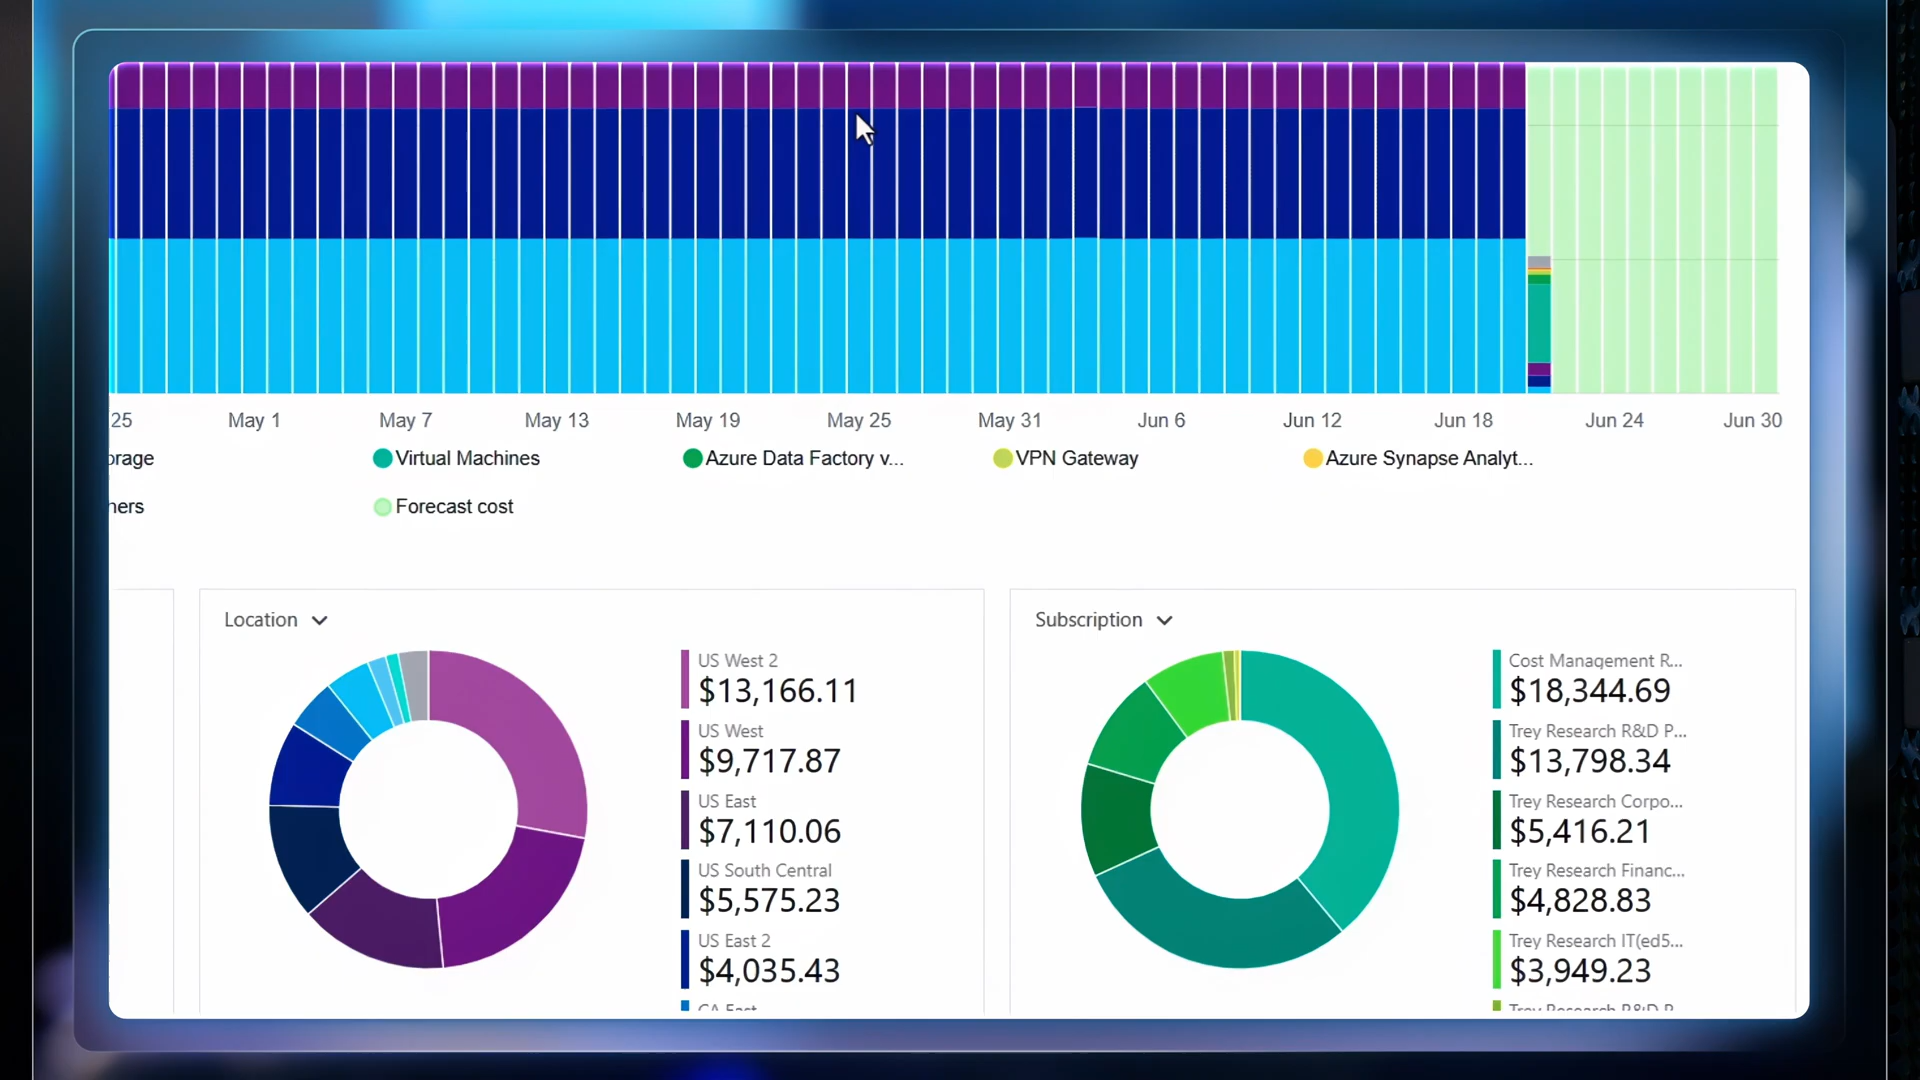 25 May 1 May 7 May 13 May 19 May 25 May 31 Jun 6 Jun 12 Jun 18 Jun 24 Jun 30
orage Virtual Machines Azure Data Factory v... VPN Gateway Azure Synapse Analyt...
hers Forecast cost
Location
US West 2
$13,166.11
US West
$9,717.87
US East
$7,110.06
US South Central
$5,575.23
US East 2
$4,035.43
CA East
Subscription
Cost Management R...
$18,344.69
Trey Research R&D P...
$13,798.34
Trey Research Corpo...
$5,416.21
Trey Research Financ...
$4,828.83
Trey Research IT(ed5...
$3,949.23
Trey Research R&D P